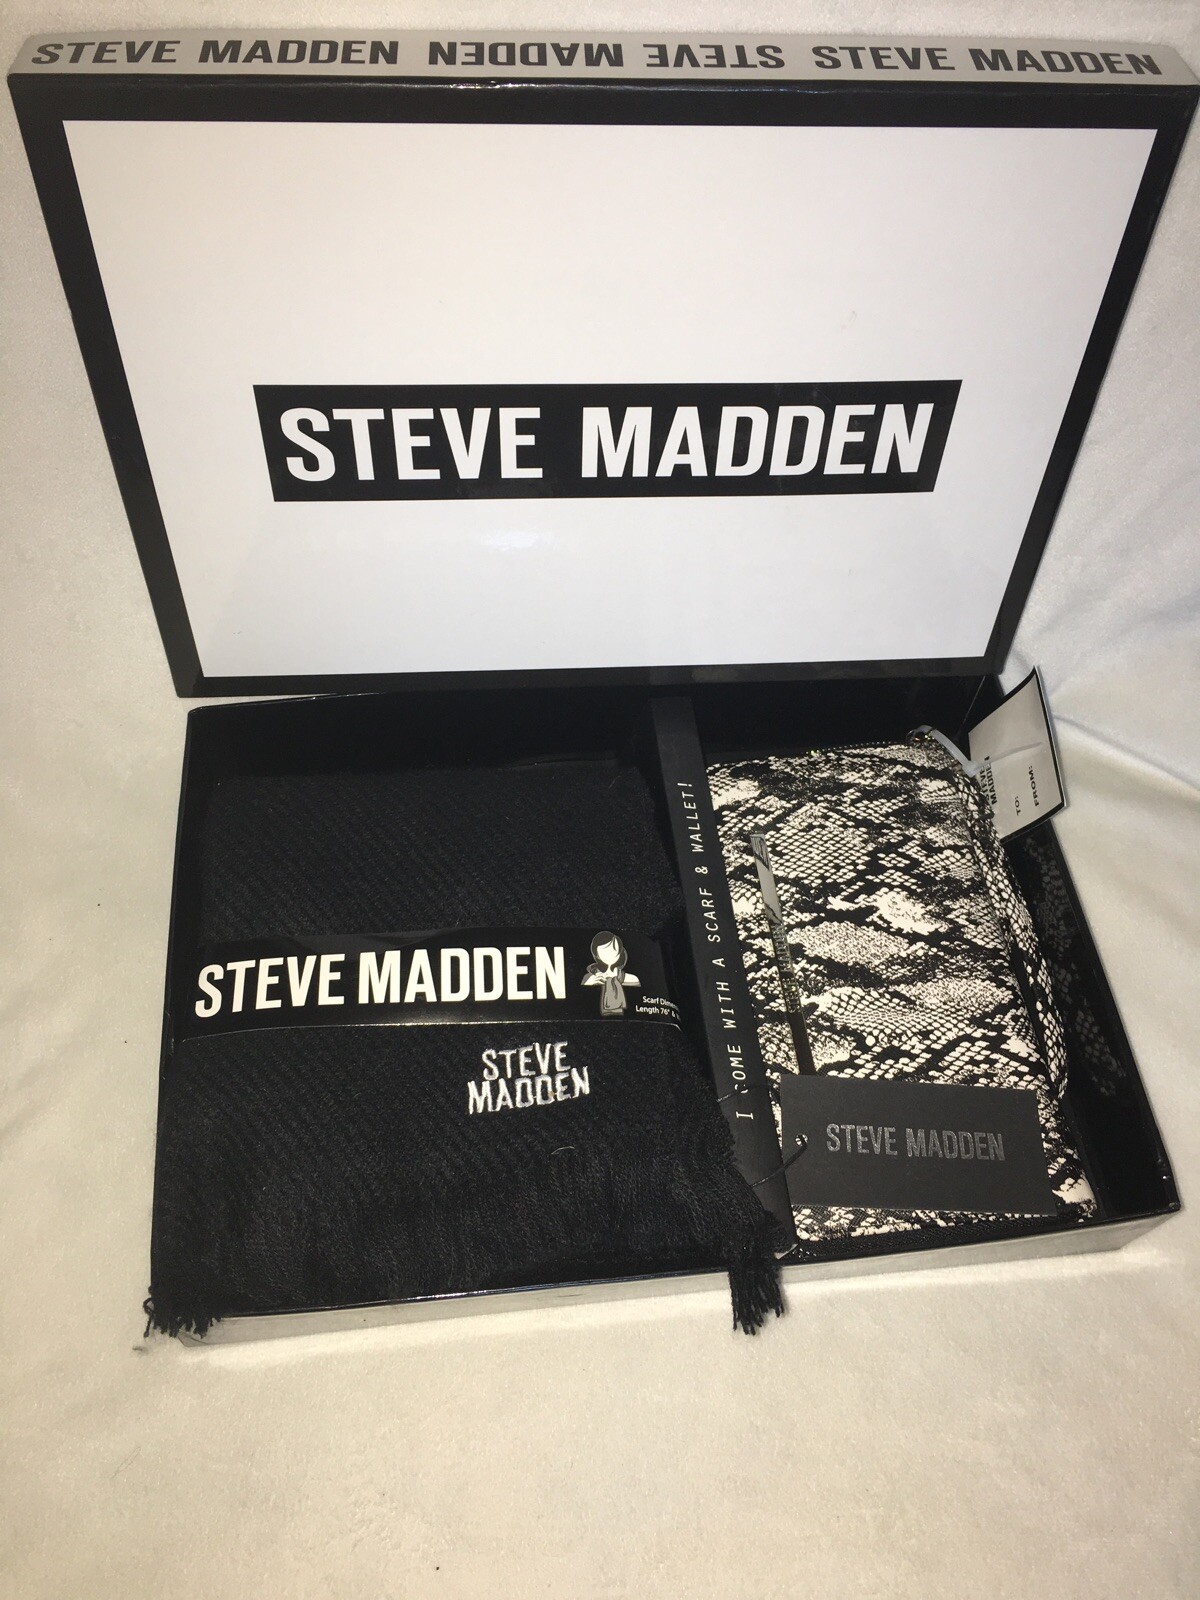 STEVE MADDEN STEVE MADDEN STEVE MADDEN
STEVE MADDEN
STEVE MADDEN
Scarf
Length 76" &
STEVE
MADDEN
I COME WITH A SCARF & WALLET!
TO:
FROM:
STEVE MADDEN